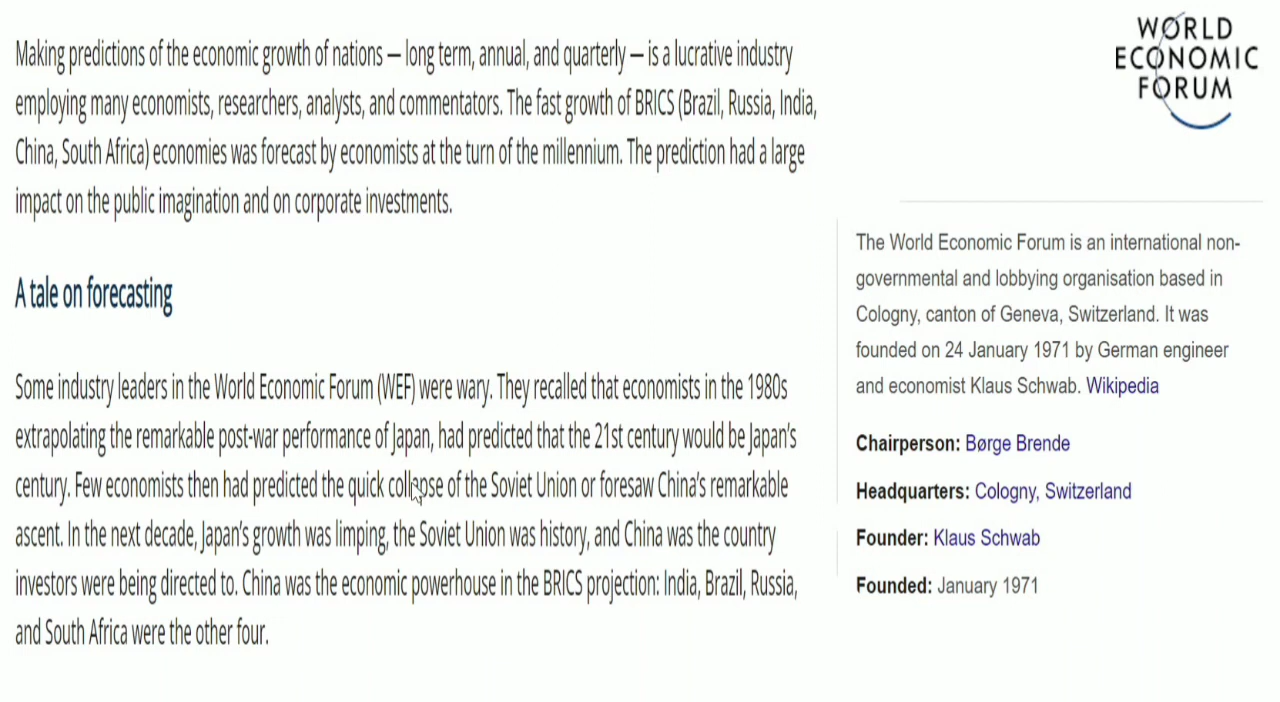 Making predictions of the economic growth of nations — long term, annual, and quarterly — is a lucrative industry
employing many economists, researchers, analysts, and commentators. The fast growth of BRICS (Brazil, Russia, India,
China, South Africa) economies was forecast by economists at the turn of the millennium. The prediction had a large
impact on the public imagination and on corporate investments.
A tale on forecasting
Some industry leaders in the World Economic Forum (WEF) were wary. They recalled that economists in the 1980s
extrapolating the remarkable post-war performance of Japan, had predicted that the 21st century would be Japan's
century. Few economists then had predicted the quick collapse of the Soviet Union or foresaw China's remarkable
ascent. In the next decade, Japan's growth was limping, the Soviet Union was history, and China was the country
investors were being directed to. China was the economic powerhouse in the BRICS projection: India, Brazil, Russia,
and South Africa were the other four.
WORLD
ECONOMIC
FORUM
The World Economic Forum is an international non-
governmental and lobbying organisation based in
Cologny, canton of Geneva, Switzerland. It was
founded on 24 January 1971 by German engineer
and economist Klaus Schwab. Wikipedia
Chairperson: Børge Brende
Headquarters: Cologny, Switzerland
Founder: Klaus Schwab
Founded: January 1971